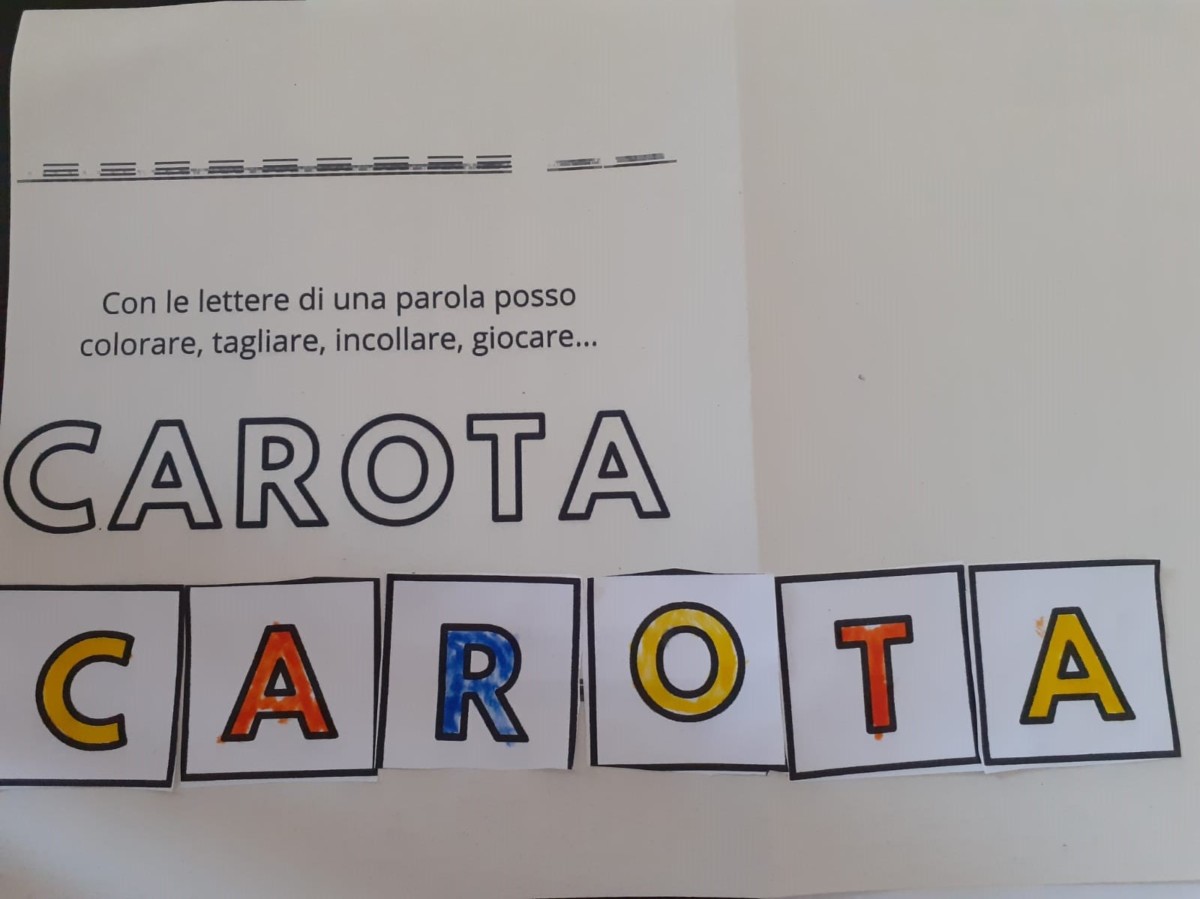 Con le lettere di una parola posso
colorare, tagliare, incollare, giocare...
CAROTA
CAROTA